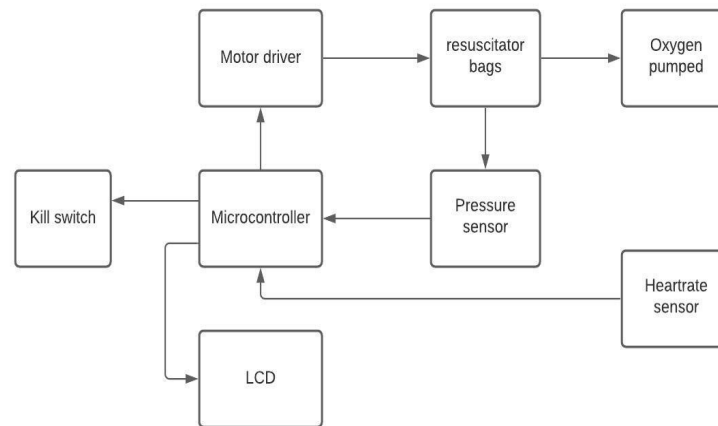 Motor driver
resuscitator
bags
Oxygen
pumped
Kill switch
Microcontroller
Pressure
sensor
Heartrate
sensor
LCD